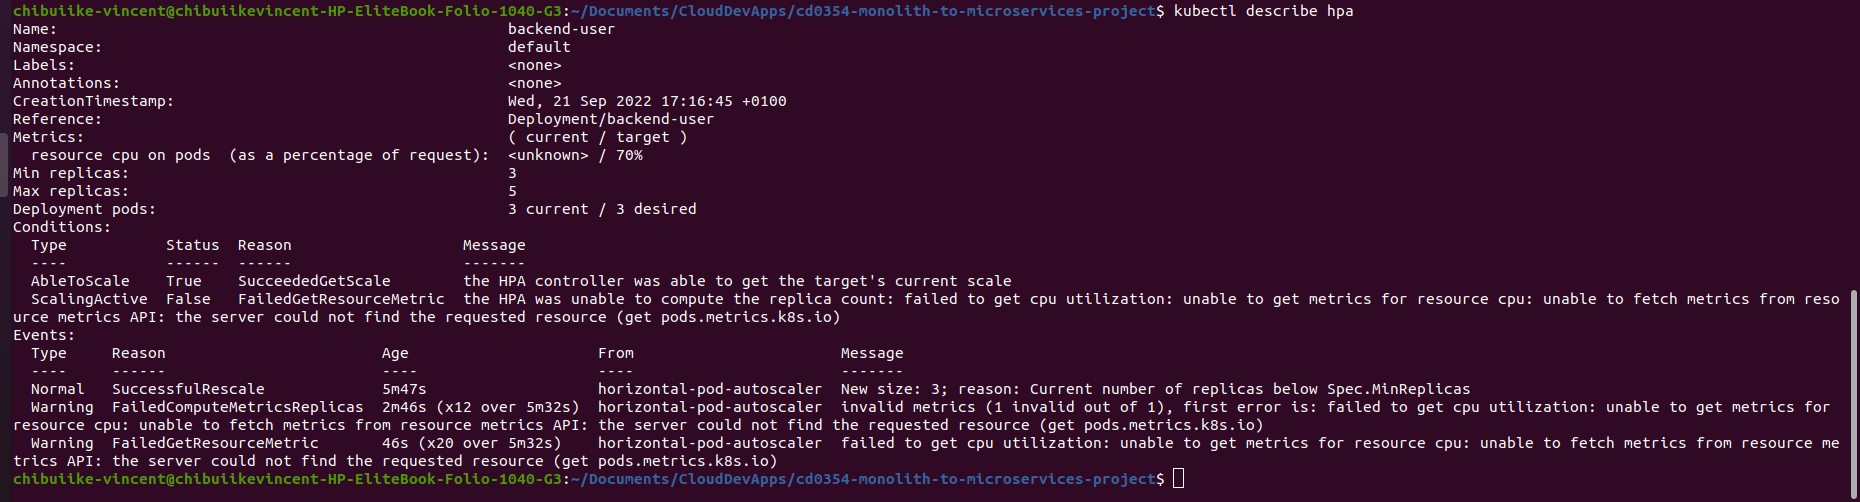 chibuiike-vincent@chibuiikevincent-HP-EliteBook-Folio-1040-G3:~/Documents/CloudDevApps/cd0354-monolith-to-microservices-project$ kubectl describe hpa
Name:                                                  backend-user
Namespace:                                             default
Labels:                                                <none>
Annotations:                                           <none>
CreationTimestamp:                                     Wed, 21 Sep 2022 17:16:45 +0100
Reference:                                             Deployment/backend-user
Metrics:                                               ( current / target )
  resource cpu on pods  (as a percentage of request):  <unknown> / 70%
Min replicas:                                          3
Max replicas:                                          5
Deployment pods:                                       3 current / 3 desired
Conditions:
  Type           Status  Reason                   Message
  ----           ------  ------                   -------
  AbleToScale    True    SucceededGetScale        the HPA controller was able to get the target's current scale
  ScalingActive  False   FailedGetResourceMetric  the HPA was unable to compute the replica count: failed to get cpu utilization: unable to get metrics for resource cpu: unable to fetch metrics from reso
urce metrics API: the server could not find the requested resource (get pods.metrics.k8s.io)
Events:
  Type     Reason                        Age                    From                       Message
  ----     ------                        ----                   ----                       -------
  Normal   SuccessfulRescale             5m47s                  horizontal-pod-autoscaler  New size: 3; reason: Current number of replicas below Spec.MinReplicas
  Warning  FailedComputeMetricsReplicas  2m46s (x12 over 5m32s)  horizontal-pod-autoscaler  invalid metrics (1 invalid out of 1), first error is: failed to get cpu utilization: unable to get metrics for
resource cpu: unable to fetch metrics from resource metrics API: the server could not find the requested resource (get pods.metrics.k8s.io)
  Warning  FailedGetResourceMetric       46s (x20 over 5m32s)   horizontal-pod-autoscaler  failed to get cpu utilization: unable to get metrics for resource cpu: unable to fetch metrics from resource me
trics API: the server could not find the requested resource (get pods.metrics.k8s.io)
chibuiike-vincent@chibuiikevincent-HP-EliteBook-Folio-1040-G3:~/Documents/CloudDevApps/cd0354-monolith-to-microservices-project$